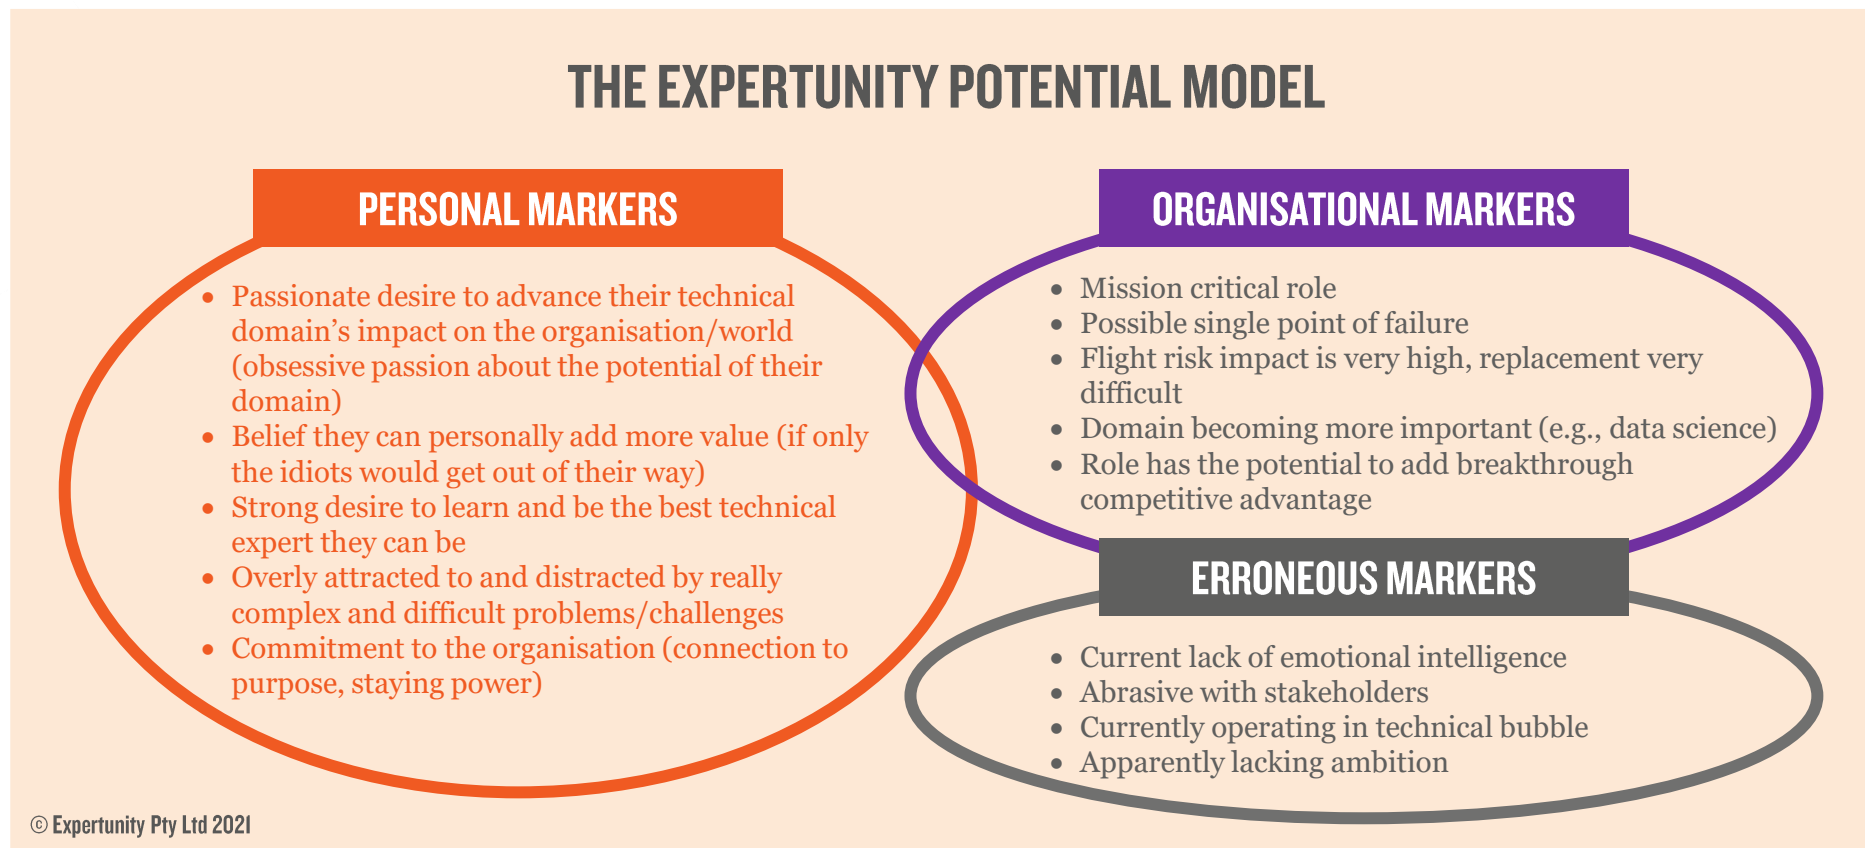 THE EXPERTUNITY POTENTIAL MODEL
PERSONAL MARKERS
• Passionate desire to advance their technical
domain’s impact on the organisation/world
(obsessive passion about the potential of their
domain)
• Belief they can personally add more value (if only
the idiots would get out of their way)
• Strong desire to learn and be the best technical
expert they can be
• Overly attracted to and distracted by really
complex and difficult problems/challenges
• Commitment to the organisation (connection to
purpose, staying power)
ORGANISATIONAL MARKERS
• Mission critical role
• Possible single point of failure
• Flight risk impact is very high, replacement very
difficult
• Domain becoming more important (e.g., data science)
• Role has the potential to add breakthrough
competitive advantage
ERRONEOUS MARKERS
• Current lack of emotional intelligence
• Abrasive with stakeholders
• Currently operating in technical bubble
• Apparently lacking ambition
© Expertunity Pty Ltd 2021